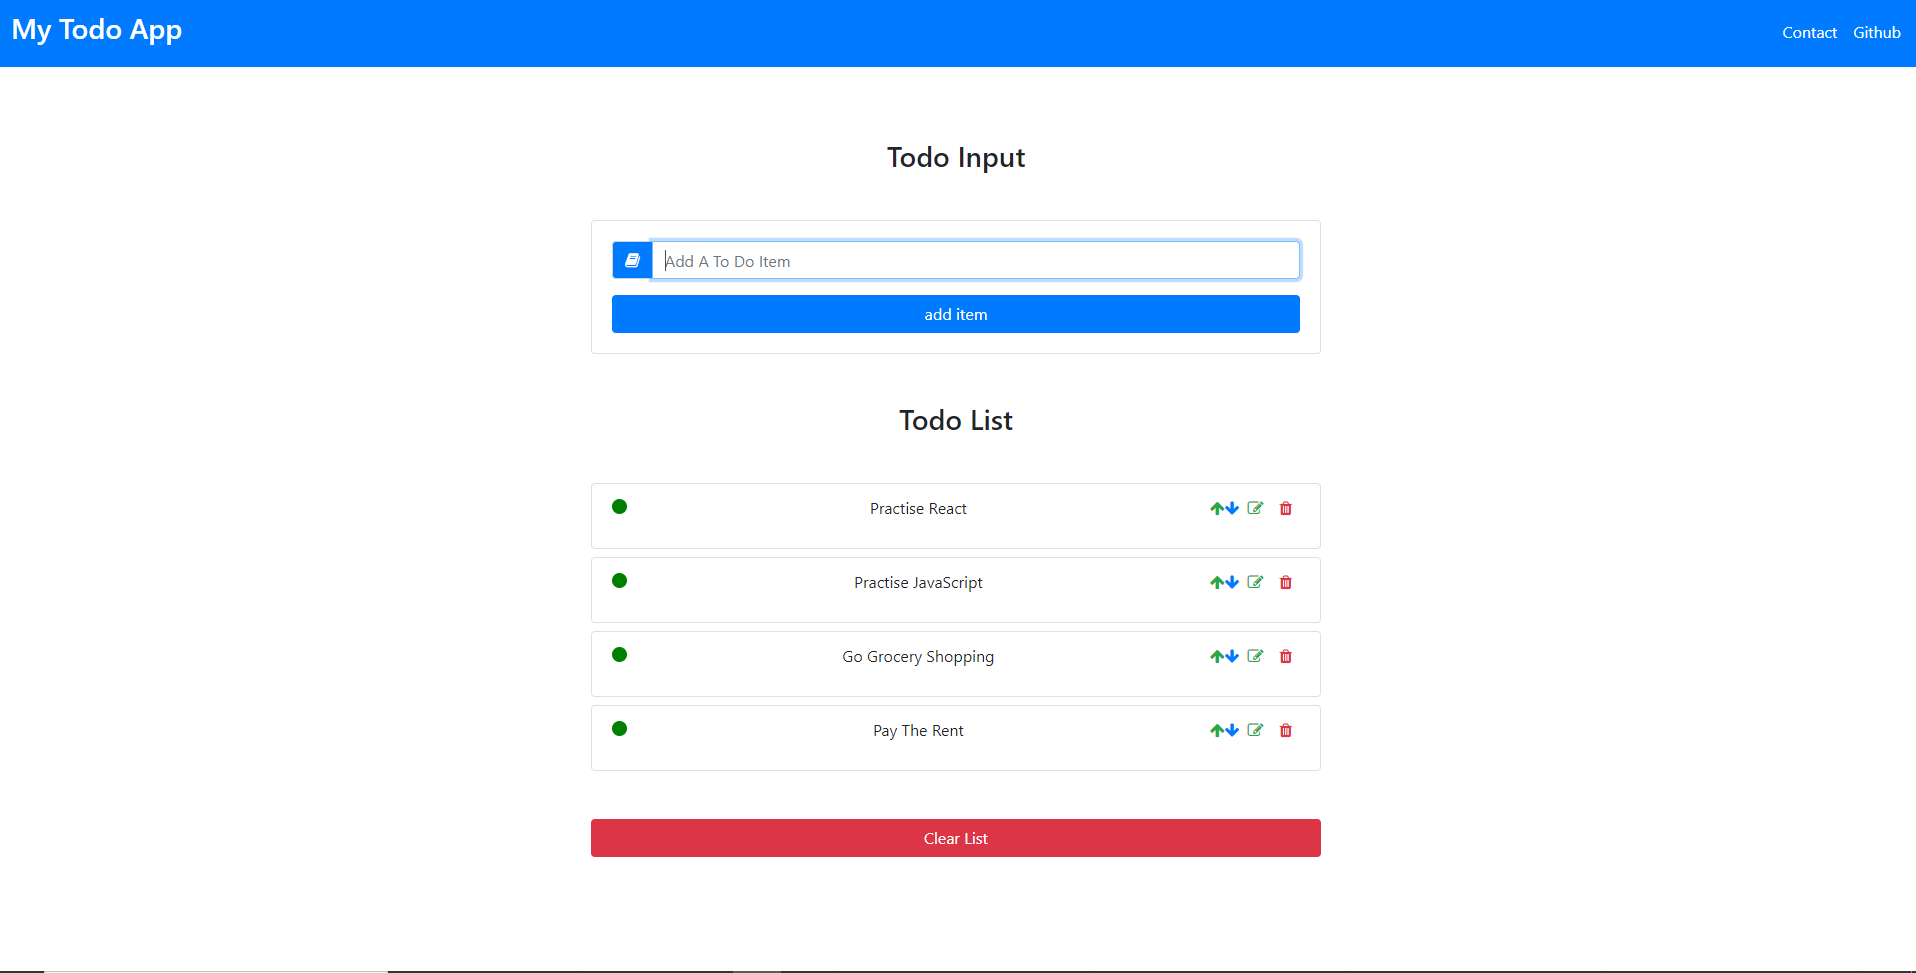 My Todo App
Contact Github
Todo Input
Add A To Do Item
add item
Todo List
Practise React
Practise JavaScript
Go Grocery Shopping
Pay The Rent
Clear List